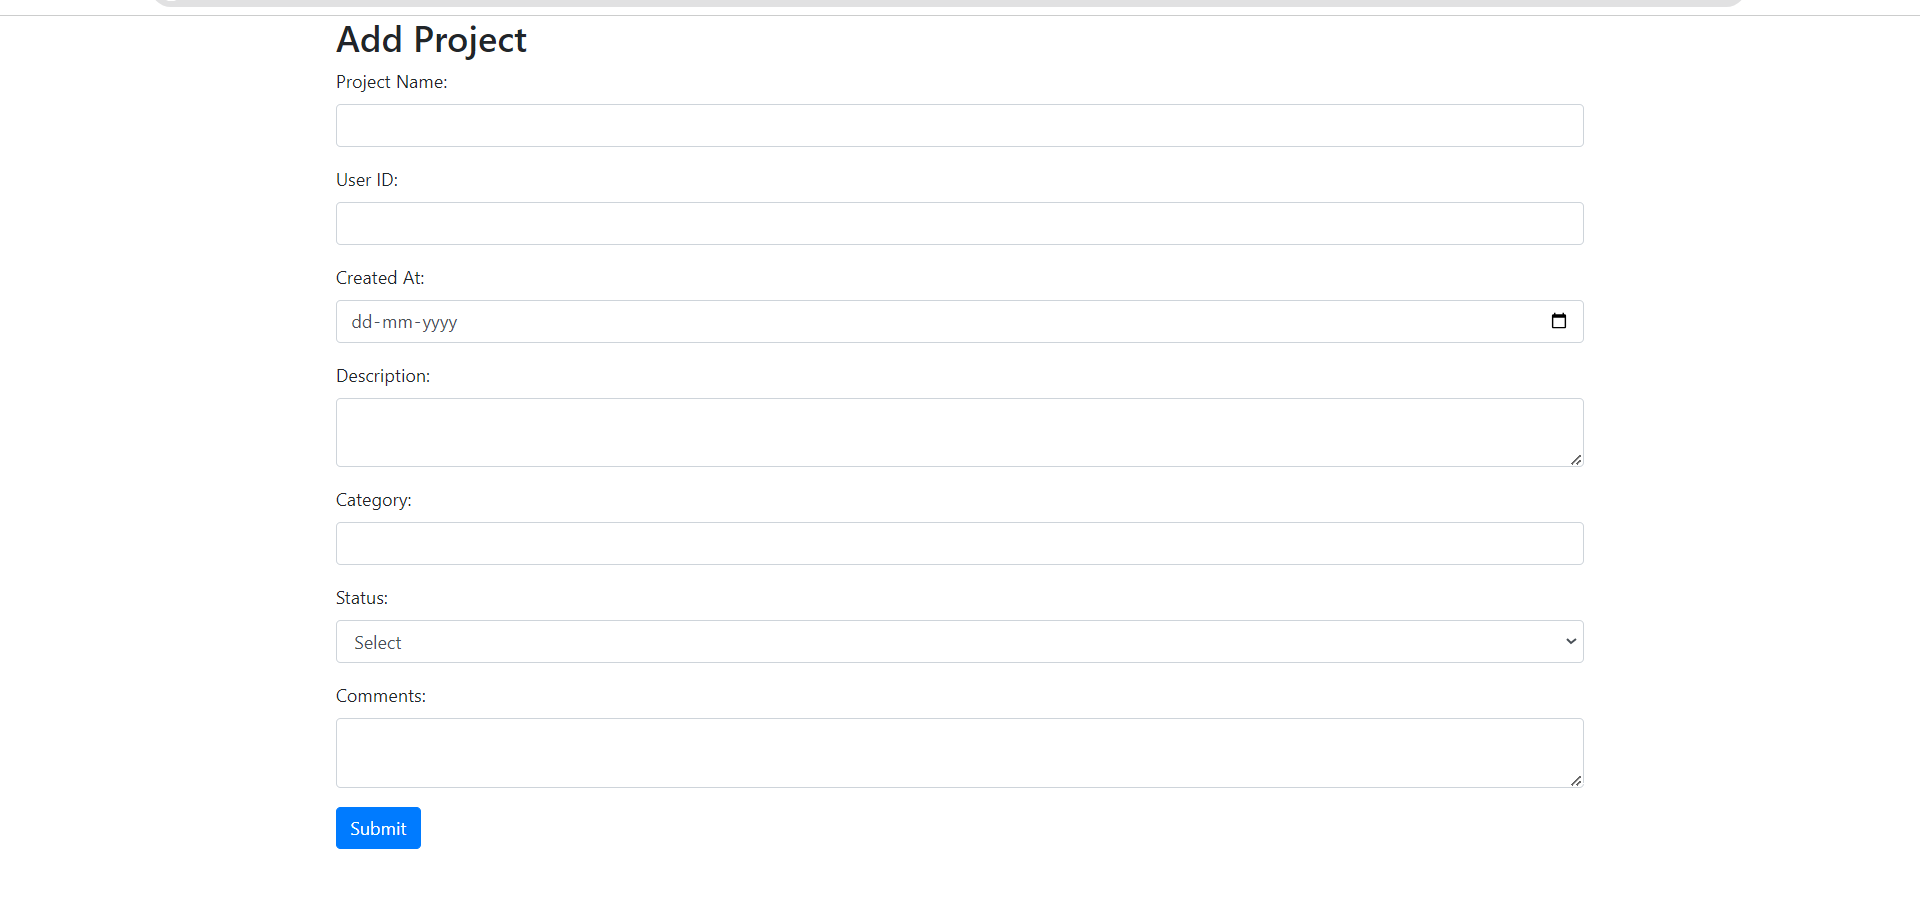 Add Project
Project Name:
User ID:
Created At:
dd-mm-yyyy
Description:
Category:
Status:
Select
Comments:
Submit